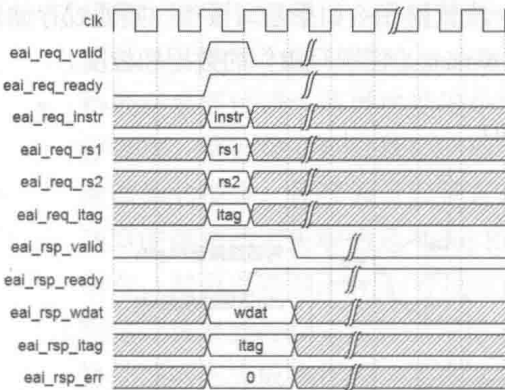 clk
eai_req_valid
eai_req_ready
eai_req_instr instr
eai_req_rs1 rs1
eai_req_rs2 rs2
eai_req_itag itag
eai_rsp_valid
eai_rsp_ready
eai_rsp_wdat wdat
eai_rsp_itag itag
eai_rsp_err 0